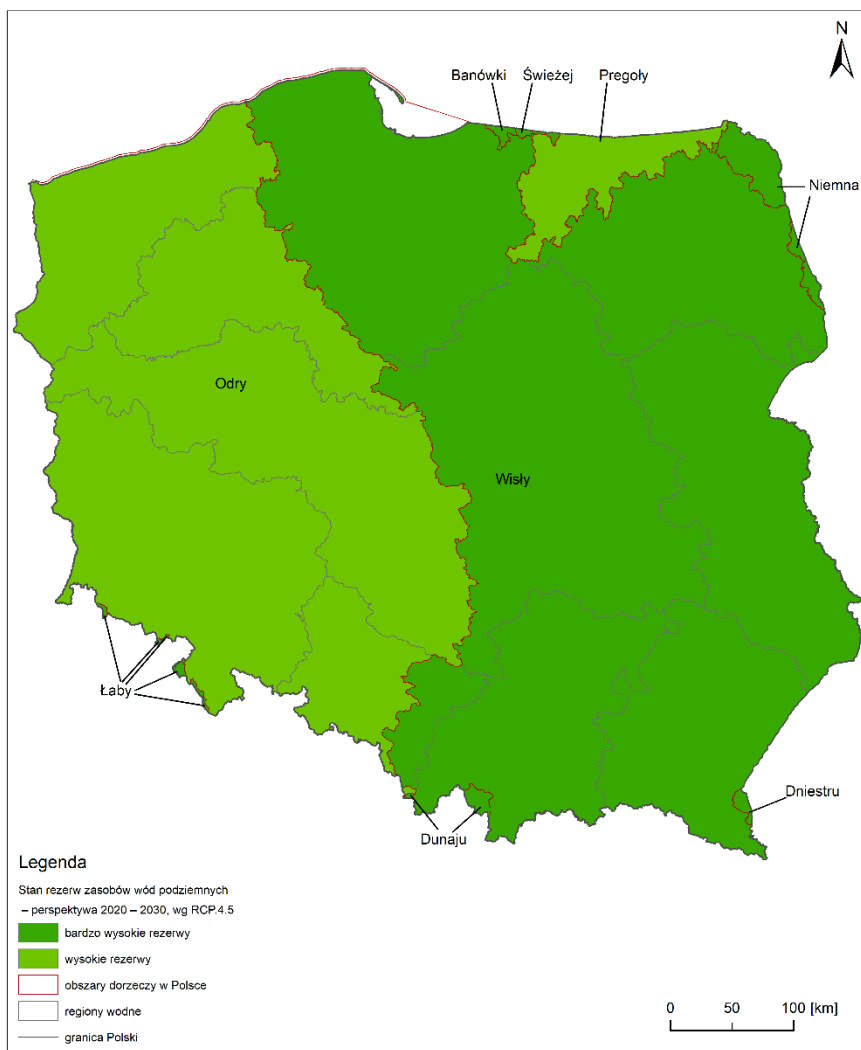 N
Banówki
Świeżej
Pregoły
Niemna
Odry
Wisły
Łaby
Dunaju
Dniestru
Legenda
Stan rezerw zasobów wód podziemnych
– perspektywa 2020 – 2030, wg RCP.4.5
bardzo wysokie rezerwy
wysokie rezerwy
obszary dorzeczy w Polsce
regiony wodne
granica Polski
0 50 100 [km]